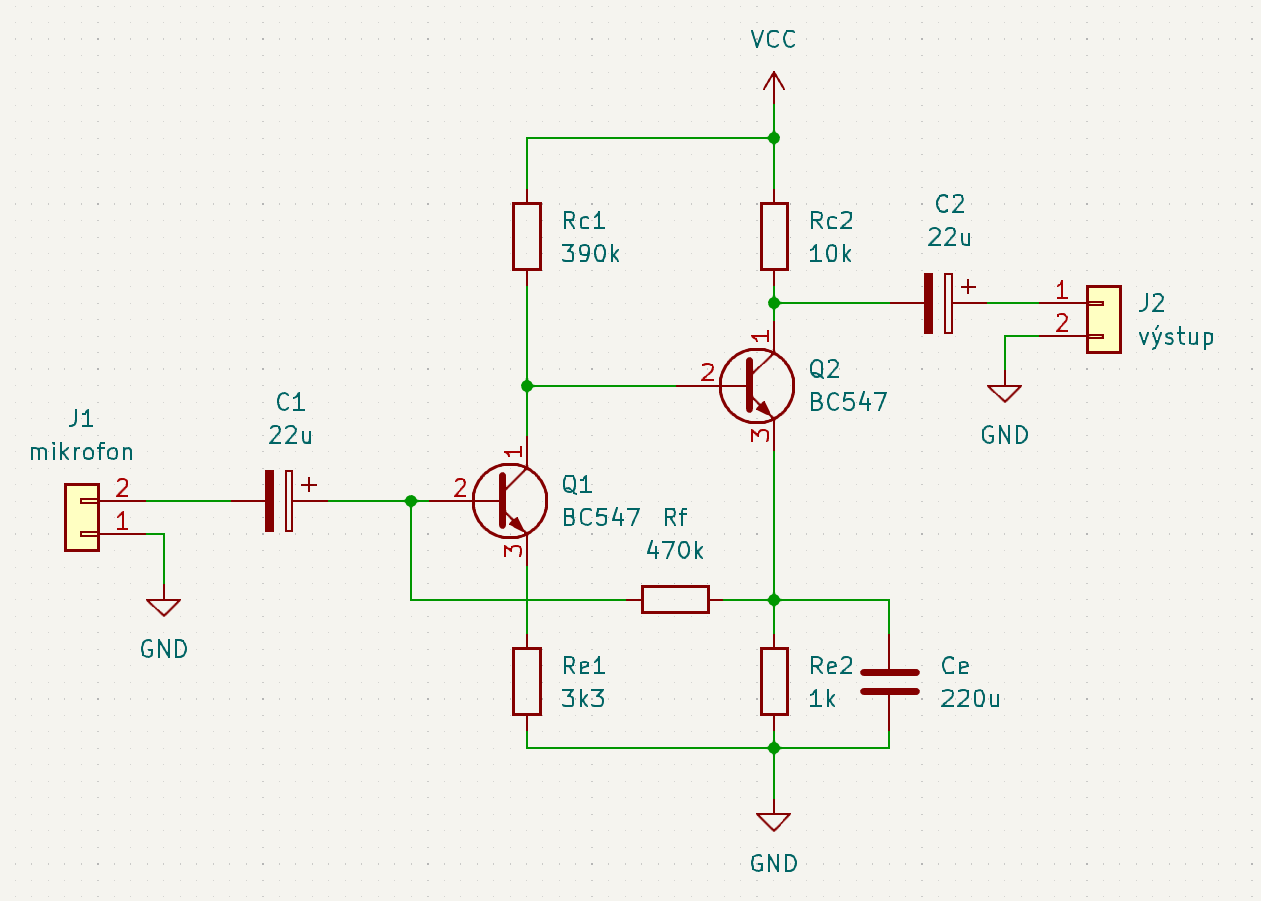 VCC
Rc1
390k
Rc2
10k
C2
22u
1
2
J2
výstup
GND
1
2
3
Q2
BC547
J1
mikrofon
2
1
GND
C1
22u
1
2
3
Q1
BC547
Rf
470k
Re1
3k3
Re2
1k
Ce
220u
GND